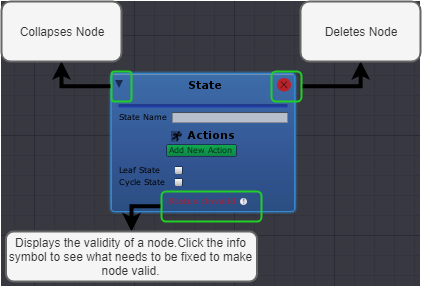 Collapses Node
Deletes Node
State
State Name
Actions
Add New Action
Leaf State
Cycle State
Displays the validity of a node.Click the info
symbol to see what needs to be fixed to make
node valid.